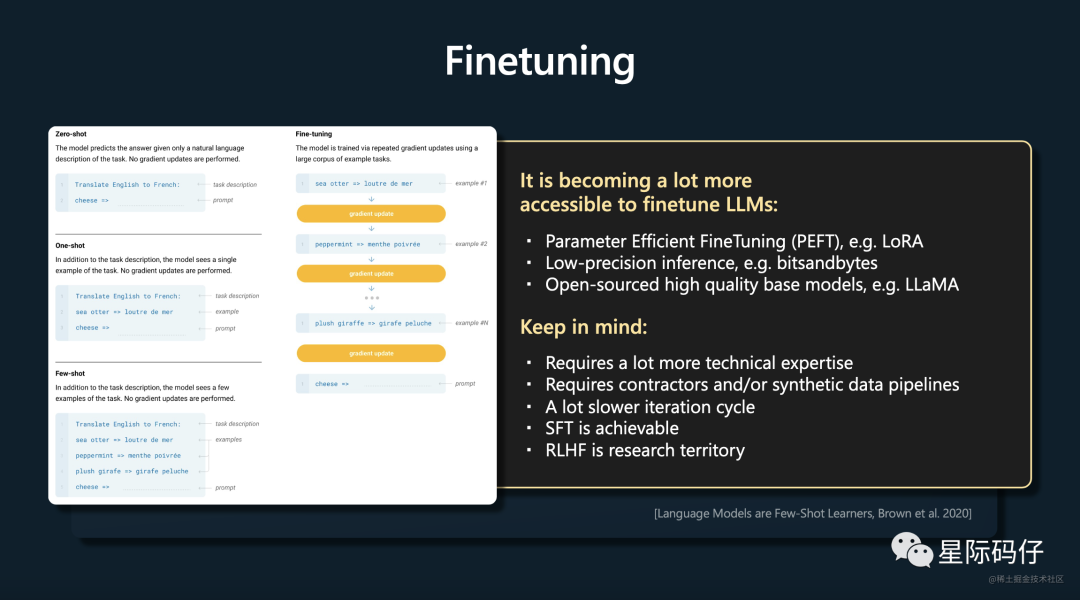 Finetuning
Zero-shot
The model predicts the answer given only a natural language
description of the task. No gradient updates are performed.
Translate English to French:
task description
cheese =>
prompt
One-shot
In addition to the task description, the model sees a single
example of the task. No gradient updates are performed.
Translate English to French:
task description
sea otter => loutre de mer
example
cheese =>
prompt
Few-shot
In addition to the task description, the model sees a few
examples of the task. No gradient updates are performed.
Translate English to French:
task description
sea otter => loutre de mer
examples
peppermint => menthe poivrée
plush girafe => girafe peluche
cheese =>
prompt
Fine-tuning
The model is trained via repeated gradient updates using a
large corpus of example tasks.
sea otter => loutre de mer
example #1
gradient update
peppermint => menthe poivrée
example #2
gradient update
plush giraffe => girafe peluche
example #N
gradient update
cheese =>
prompt
It is becoming a lot more
accessible to finetune LLMs:
· Parameter Efficient FineTuning (PEFT), e.g. LoRA
· Low-precision inference, e.g. bitsandbytes
· Open-sourced high quality base models, e.g. LLaMA
Keep in mind:
· Requires a lot more technical expertise
· Requires contractors and/or synthetic data pipelines
· A lot slower iteration cycle
· SFT is achievable
· RLHF is research territory
[Language Models are Few-Shot Learners, Brown et al. 2020]
星际码仔
@稀土掘金技术社区